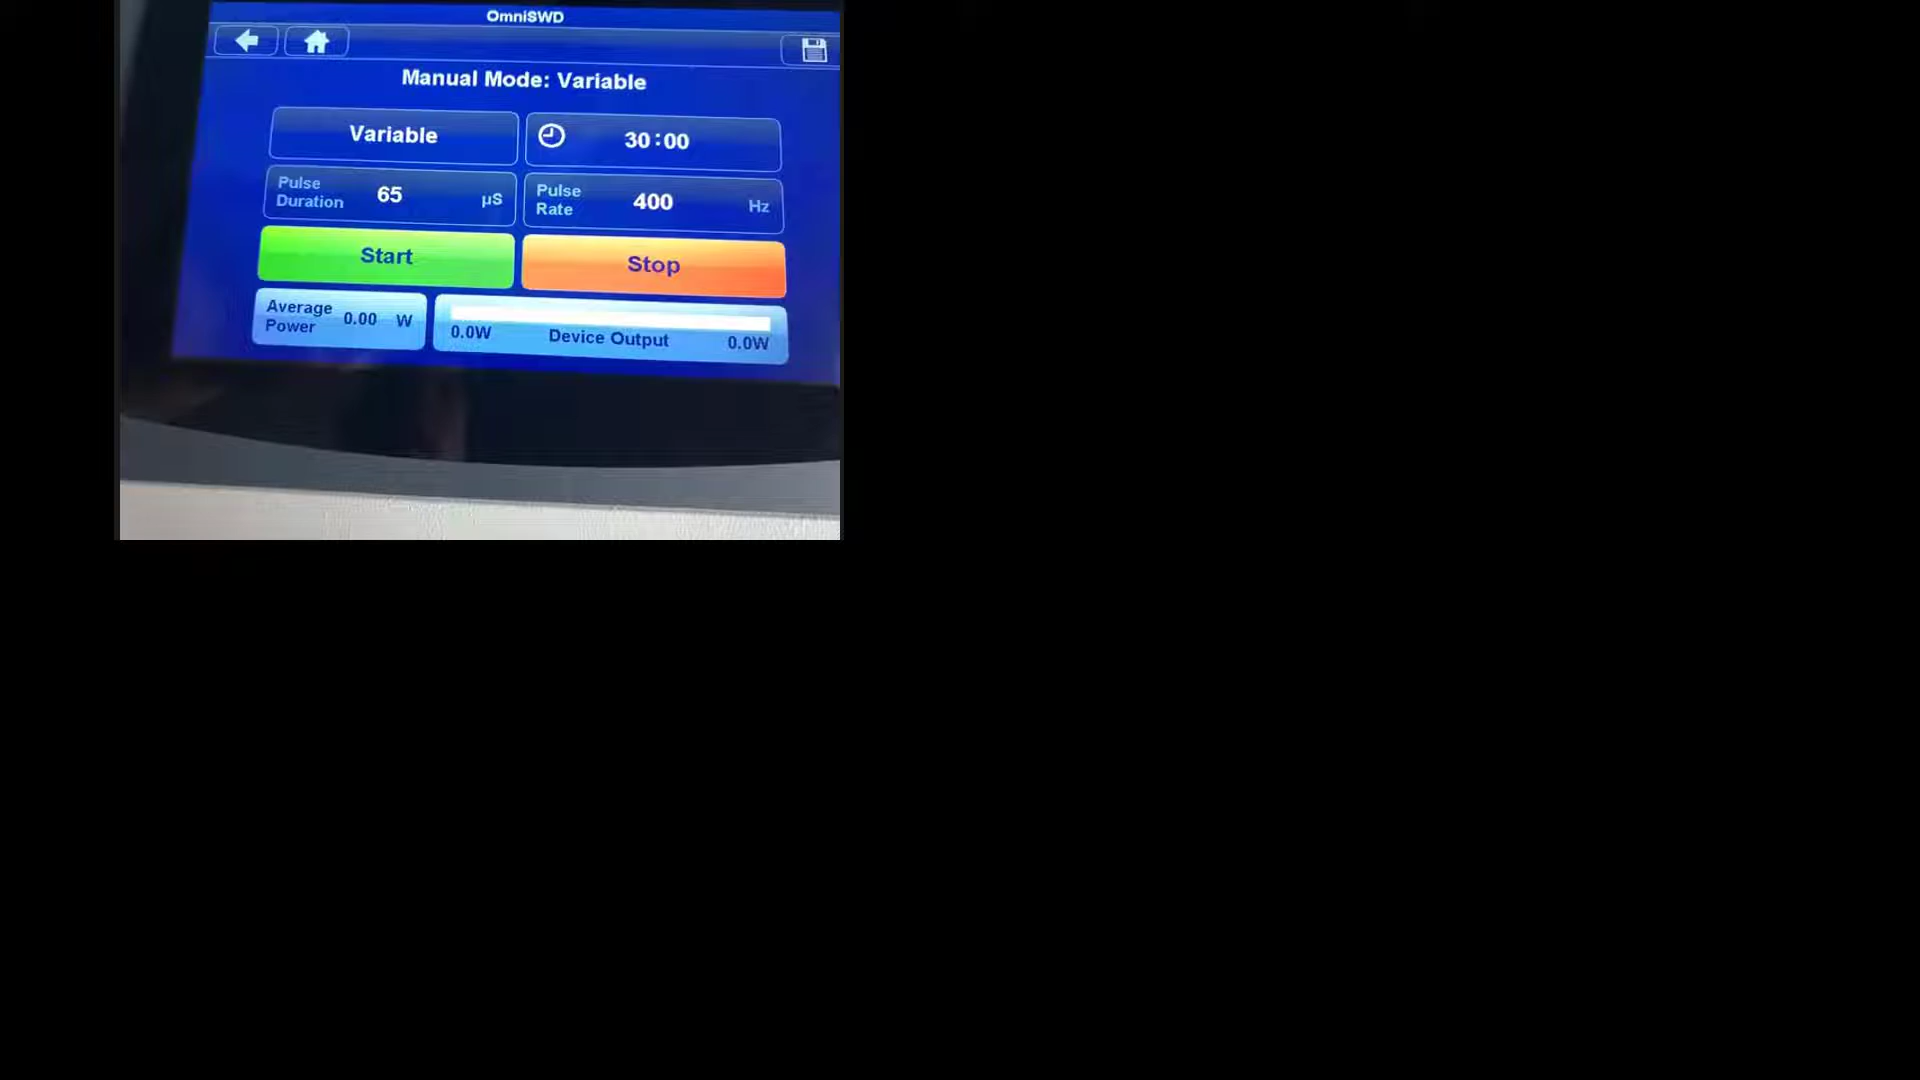 OmniSWD
Manual Mode: Variable
Variable
30:00
Pulse Duration 65 µS
Pulse Rate 400 Hz
Start
Stop
Average Power 0.00 W
0.0W Device Output 0.0W